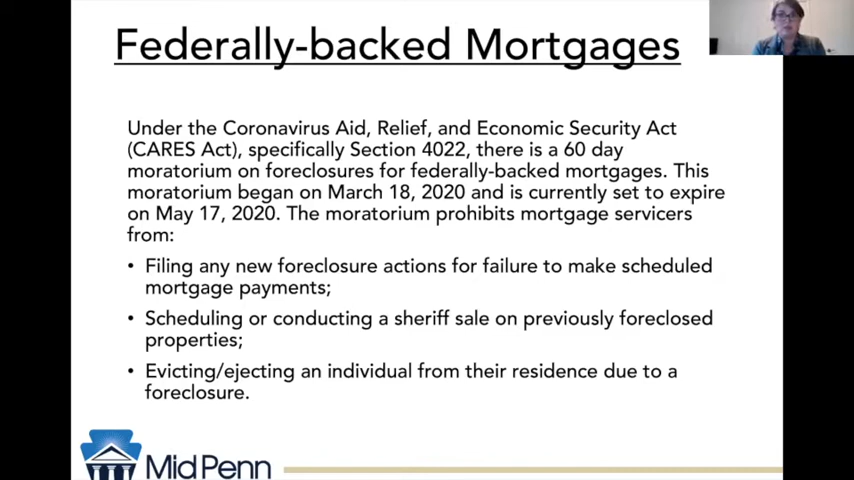 Federally-backed Mortgages
Under the Coronavirus Aid, Relief, and Economic Security Act
(CARES Act), specifically Section 4022, there is a 60 day
moratorium on foreclosures for federally-backed mortgages. This
moratorium began on March 18, 2020 and is currently set to expire
on May 17, 2020. The moratorium prohibits mortgage servicers
from:
• Filing any new foreclosure actions for failure to make scheduled
mortgage payments;
• Scheduling or conducting a sheriff sale on previously foreclosed
properties;
• Evicting/ejecting an individual from their residence due to a
foreclosure.
MidPenn